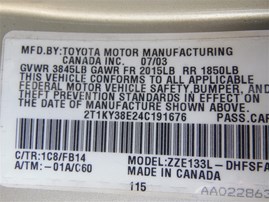 MFD.BY:TOYOTA MOTOR MANUFACTURING
CANADA INC. 07/03
GVWR 3845LB GAWR FR 2015LB RR 1850LB
THIS VEHICLE CONFORMS TO ALL APPLICABLE
FEDERAL MOTOR VEHICLE SAFETY, BUMPER, AND
THEFT PREVENTION STANDARDS IN EFFECT ON
THE DATE OF MANUFACTURE SHOWN ABOVE.
2T1KY38E24C191676 PASS.CAR
C/TR:1C8/FB14 MODEL:ZZE133L-DHFSFA
A/TM:-01A/C60 MADE IN CANADA
115 AA022863